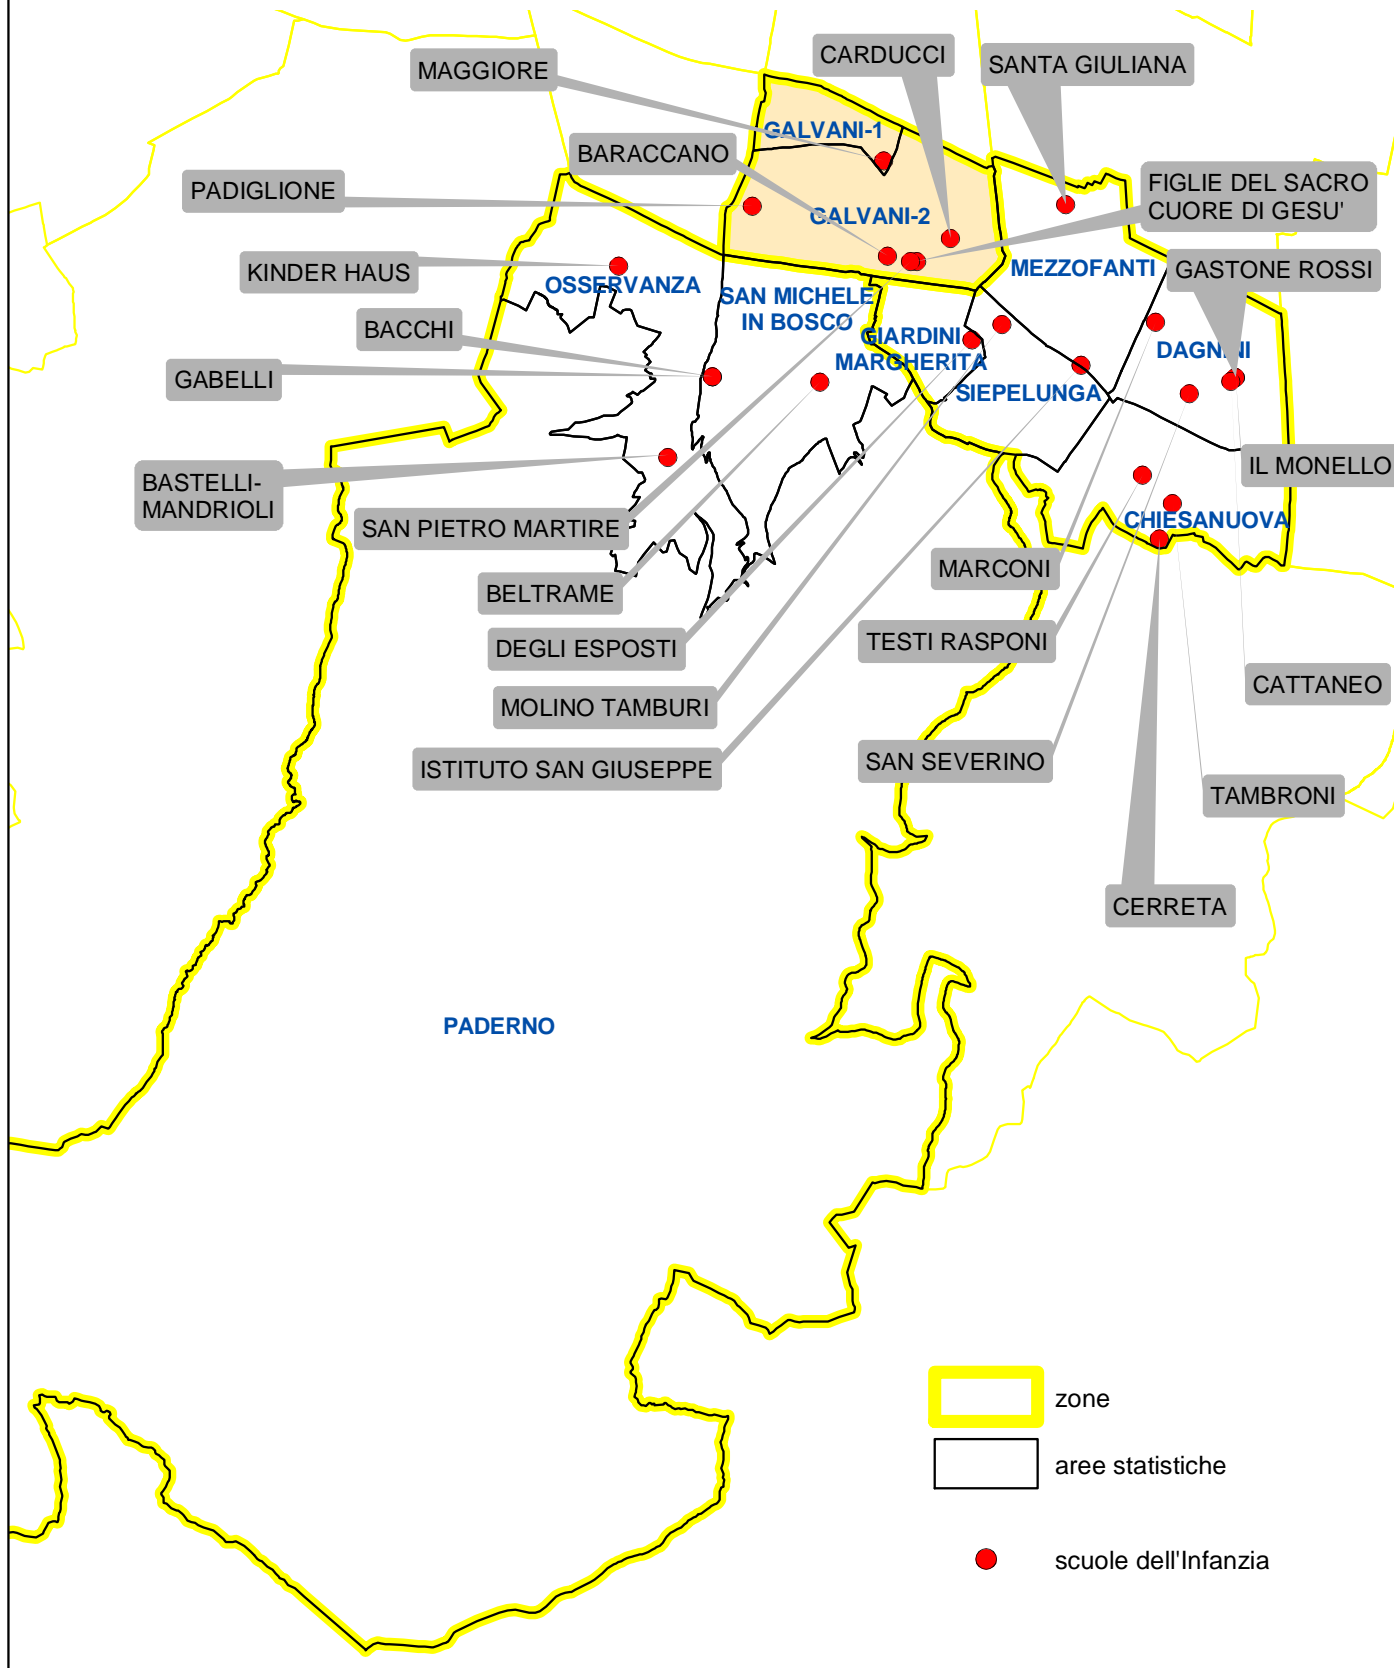 CARDUCCI
MAGGIORE
SANTA GIULIANA
GALVANI-1
BARACCANO
PADIGLIONE
FIGLIE DEL SACRO
CUORE DI GESU'
GALVANI-2
KINDER HAUS
MEZZOFANTI
GASTONE ROSSI
OSSERVANZA
SAN MICHELE
IN BOSCO
BACCHI
GIARDINI
MARGHERITA
DAGNINI
GABELLI
SIEPELUNGA
BASTELLI-
MANDRIOLI
IL MONELLO
SAN PIETRO MARTIRE
CHIESANUOVA
MARCONI
BELTRAME
DEGLI ESPOSTI
TESTI RASPONI
CATTANEO
MOLINO TAMBURI
ISTITUTO SAN GIUSEPPE
SAN SEVERINO
TAMBRONI
CERRETA
PADERNO
zone
aree statistiche
scuole dell'Infanzia